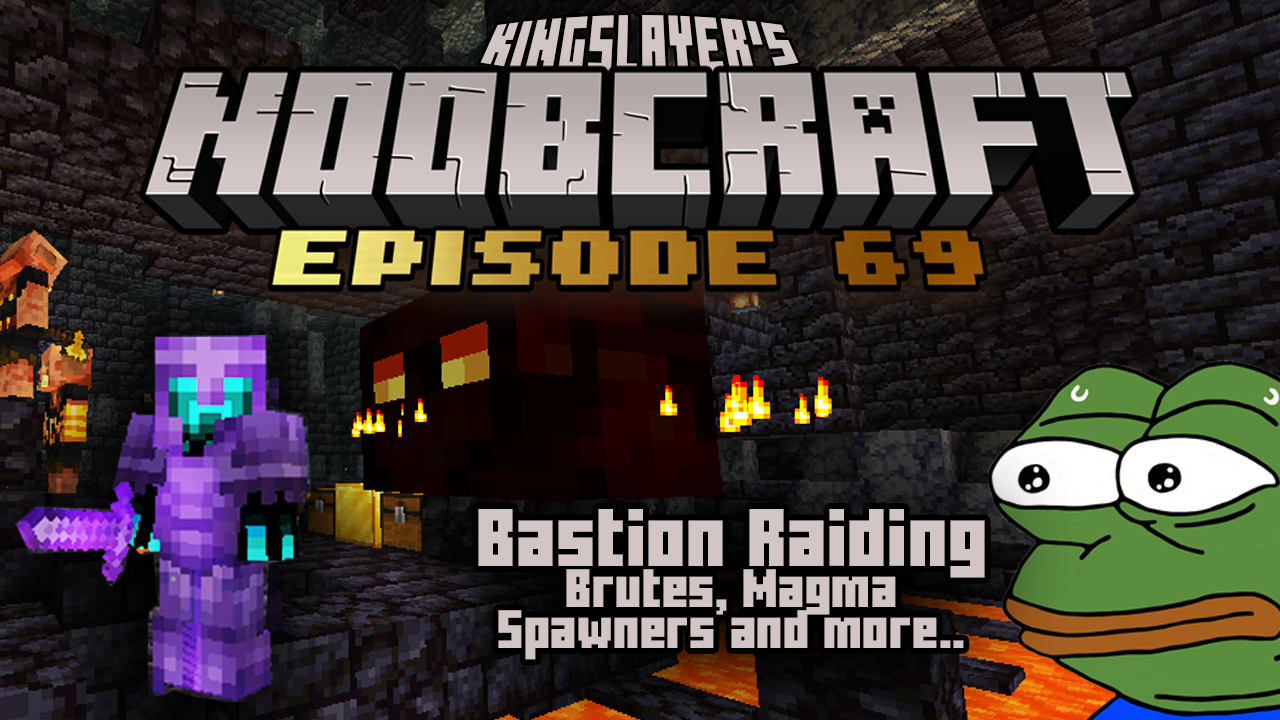 KINGSLAYER'S
NOOBCRAFT
EPISODE 69
Bastion Raiding
Brutes, Magma
Spawners and more..